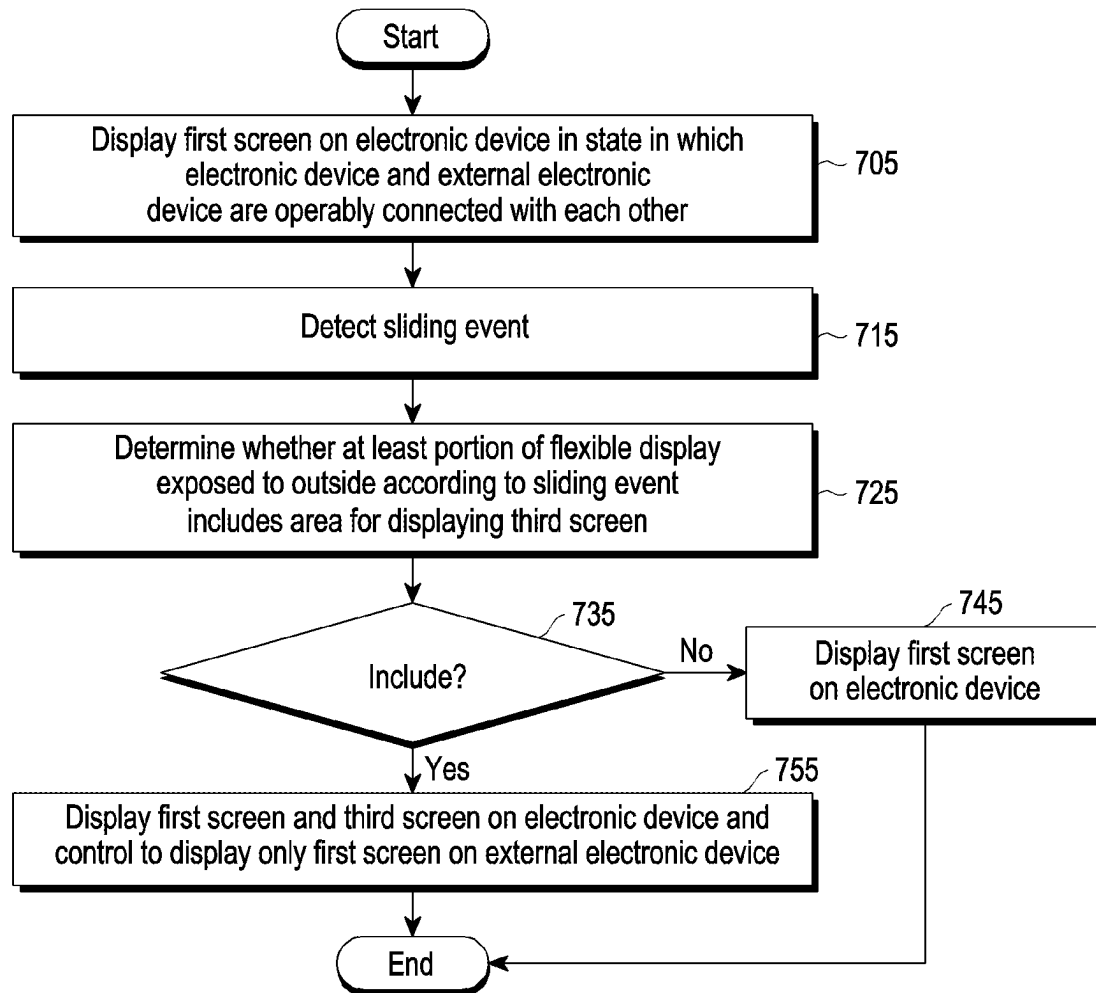 Start
Display first screen on electronic device in state in which
electronic device and external electronic
device are operably connected with each other
705
Detect sliding event
715
Determine whether at least portion of flexible display
exposed to outside according to sliding event
includes area for displaying third screen
725
735
Include?
No
745
Display first screen
on electronic device
Yes
755
Display first screen and third screen on electronic device and
control to display only first screen on external electronic device
End